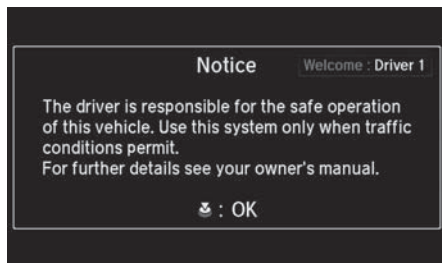 Notice
Welcome : Driver 1
The driver is responsible for the safe operation
of this vehicle. Use this system only when traffic
conditions permit.
For further details see your owner's manual.
: OK